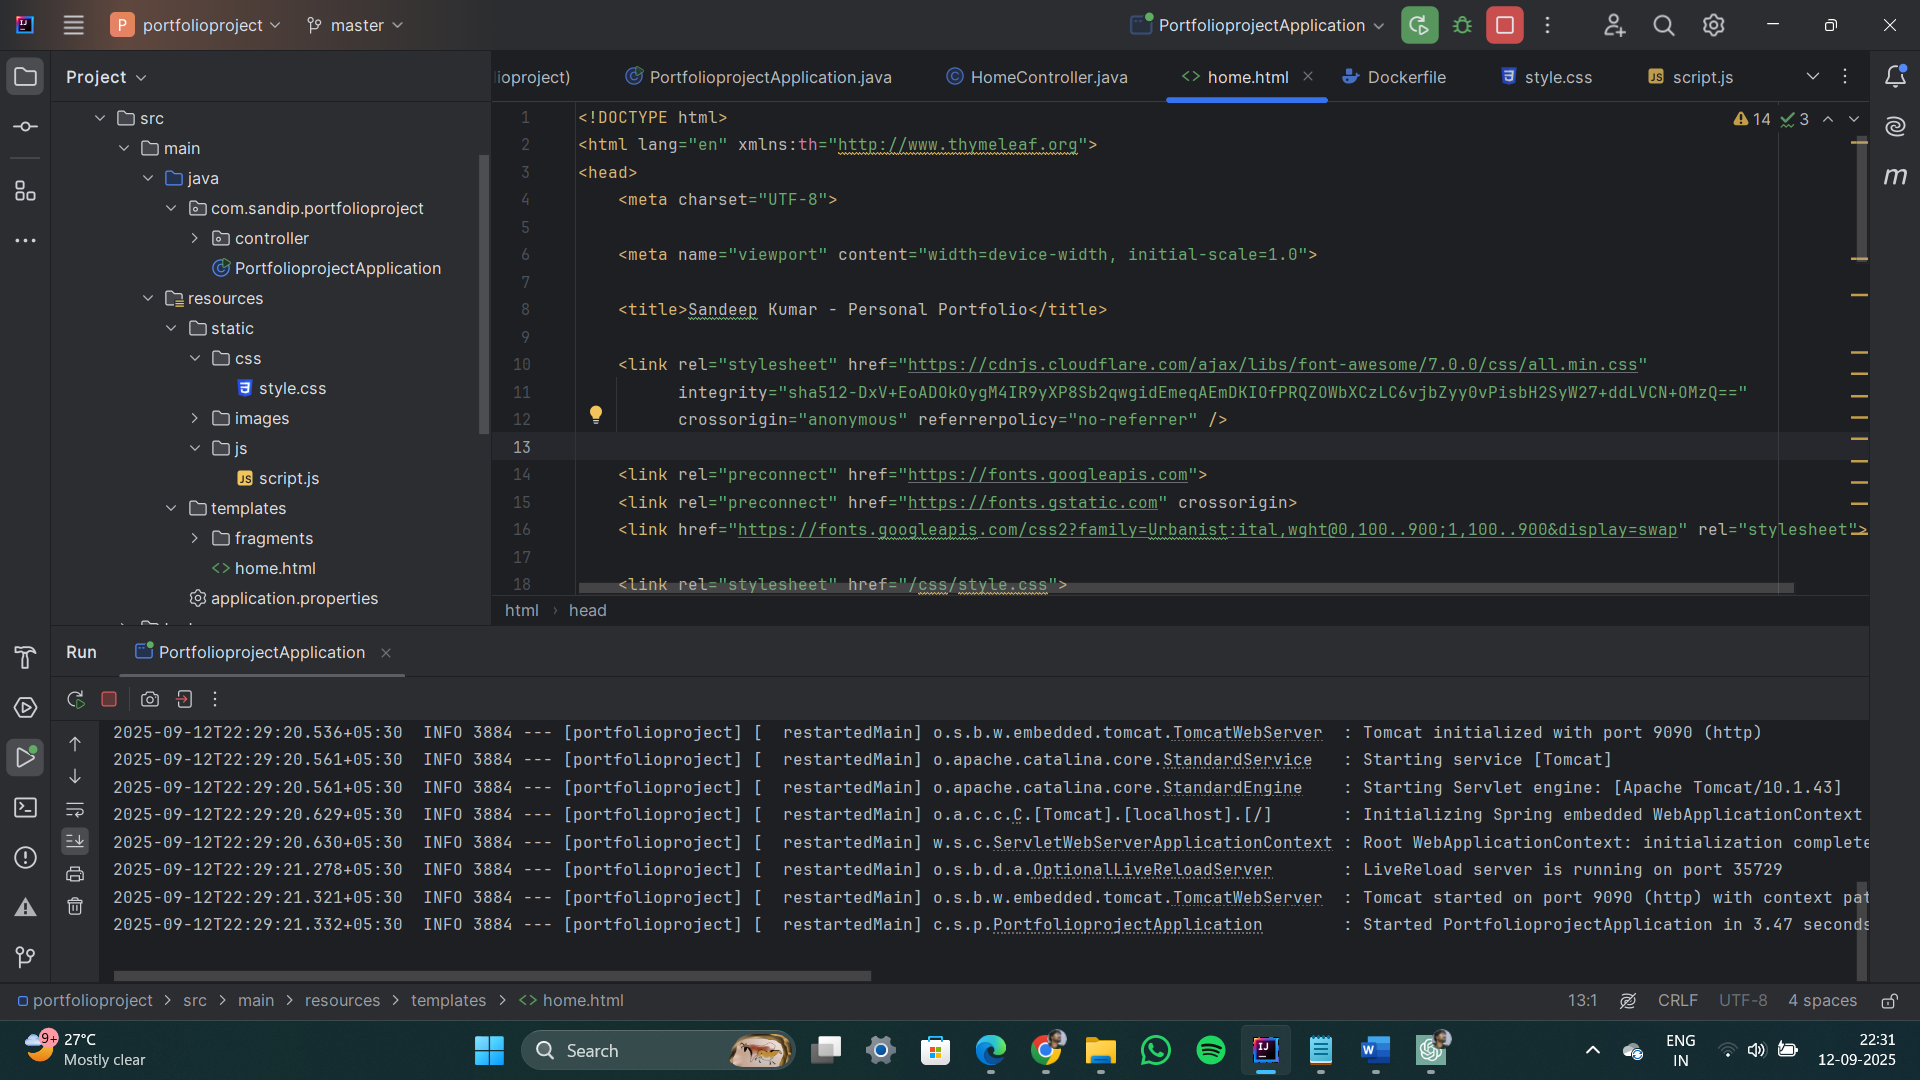 P portfolioproject master PortfolioprojectApplication
Project
src
main
java
com.sandip.portfolioproject
controller
PortfolioprojectApplication
resources
static
css
style.css
images
js
script.js
templates
fragments
home.html
application.properties
ioproject) PortfolioprojectApplication.java HomeController.java home.html Dockerfile style.css script.js
14 3
1 <!DOCTYPE html>
2 <html lang="en" xmlns:th="http://www.thymeleaf.org">
3 <head>
4 <meta charset="UTF-8">
5
6 <meta name="viewport" content="width=device-width, initial-scale=1.0">
7
8 <title>Sandeep Kumar - Personal Portfolio</title>
9
10 <link rel="stylesheet" href="https://cdnjs.cloudflare.com/ajax/libs/font-awesome/7.0.0/css/all.min.css"
11 integrity="sha512-DxV+EoADOkOygM4IR9yXP8Sb2qwgidEmeqAEmDKIOfPRQZOWbXCzLC6vjbZyy0vPisbH2SyW27+ddLVCN+OMzQ=="
12 crossorigin="anonymous" referrerpolicy="no-referrer" />
13
14 <link rel="preconnect" href="https://fonts.googleapis.com">
15 <link rel="preconnect" href="https://fonts.gstatic.com" crossorigin>
16 <link href="https://fonts.googleapis.com/css2?family=Urbanist:ital,wght@0,100..900;1,100..900&display=swap" rel="stylesheet">
17
18 <link rel="stylesheet" href="/css/style.css">
html › head
Run PortfolioprojectApplication
2025-09-12T22:29:20.536+05:30 INFO 3884 --- [portfolioproject] [ restartedMain] o.s.b.w.embedded.tomcat.TomcatWebServer : Tomcat initialized with port 9090 (http)
2025-09-12T22:29:20.561+05:30 INFO 3884 --- [portfolioproject] [ restartedMain] o.apache.catalina.core.StandardService : Starting service [Tomcat]
2025-09-12T22:29:20.561+05:30 INFO 3884 --- [portfolioproject] [ restartedMain] o.apache.catalina.core.StandardEngine : Starting Servlet engine: [Apache Tomcat/10.1.43]
2025-09-12T22:29:20.629+05:30 INFO 3884 --- [portfolioproject] [ restartedMain] o.a.c.c.C.[Tomcat].[localhost].[/] : Initializing Spring embedded WebApplicationContext
2025-09-12T22:29:20.630+05:30 INFO 3884 --- [portfolioproject] [ restartedMain] w.s.c.ServletWebServerApplicationContext : Root WebApplicationContext: initialization complete
2025-09-12T22:29:21.278+05:30 INFO 3884 --- [portfolioproject] [ restartedMain] o.s.b.d.a.OptionalLiveReloadServer : LiveReload server is running on port 35729
2025-09-12T22:29:21.321+05:30 INFO 3884 --- [portfolioproject] [ restartedMain] o.s.b.w.embedded.tomcat.TomcatWebServer : Tomcat started on port 9090 (http) with context pat
2025-09-12T22:29:21.332+05:30 INFO 3884 --- [portfolioproject] [ restartedMain] c.s.p.PortfolioprojectApplication : Started PortfolioprojectApplication in 3.47 seconds
portfolioproject > src > main > resources > templates > home.html 13:1 CRLF UTF-8 4 spaces
9+ 27°C
Mostly clear
Search
ENG
IN
22:31
12-09-2025